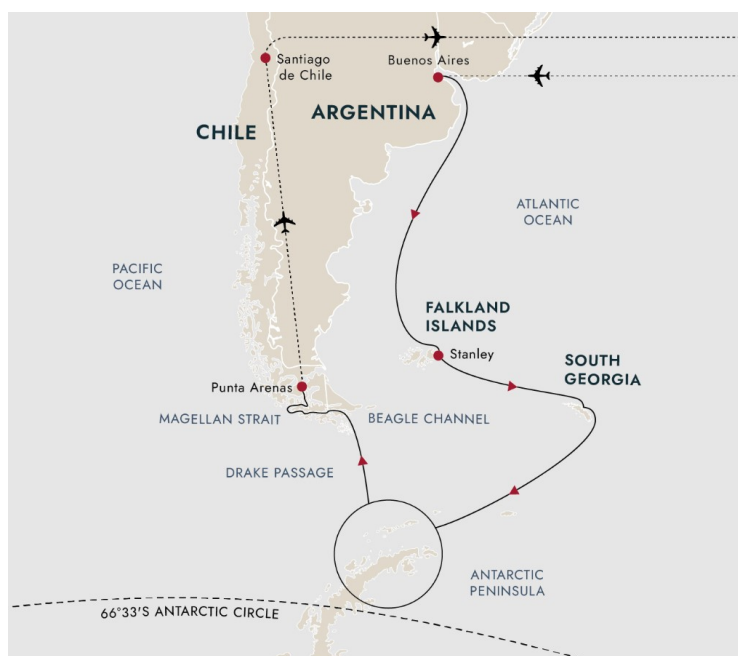 Santiago
de Chile
Buenos Aires
ARGENTINA
CHILE
ATLANTIC
OCEAN
PACIFIC
OCEAN
FALKLAND
ISLANDS
Stanley
SOUTH
GEORGIA
Punta Arenas
MAGELLAN STRAIT
BEAGLE CHANNEL
DRAKE PASSAGE
ANTARCTIC
PENINSULA
66°33'S ANTARCTIC CIRCLE